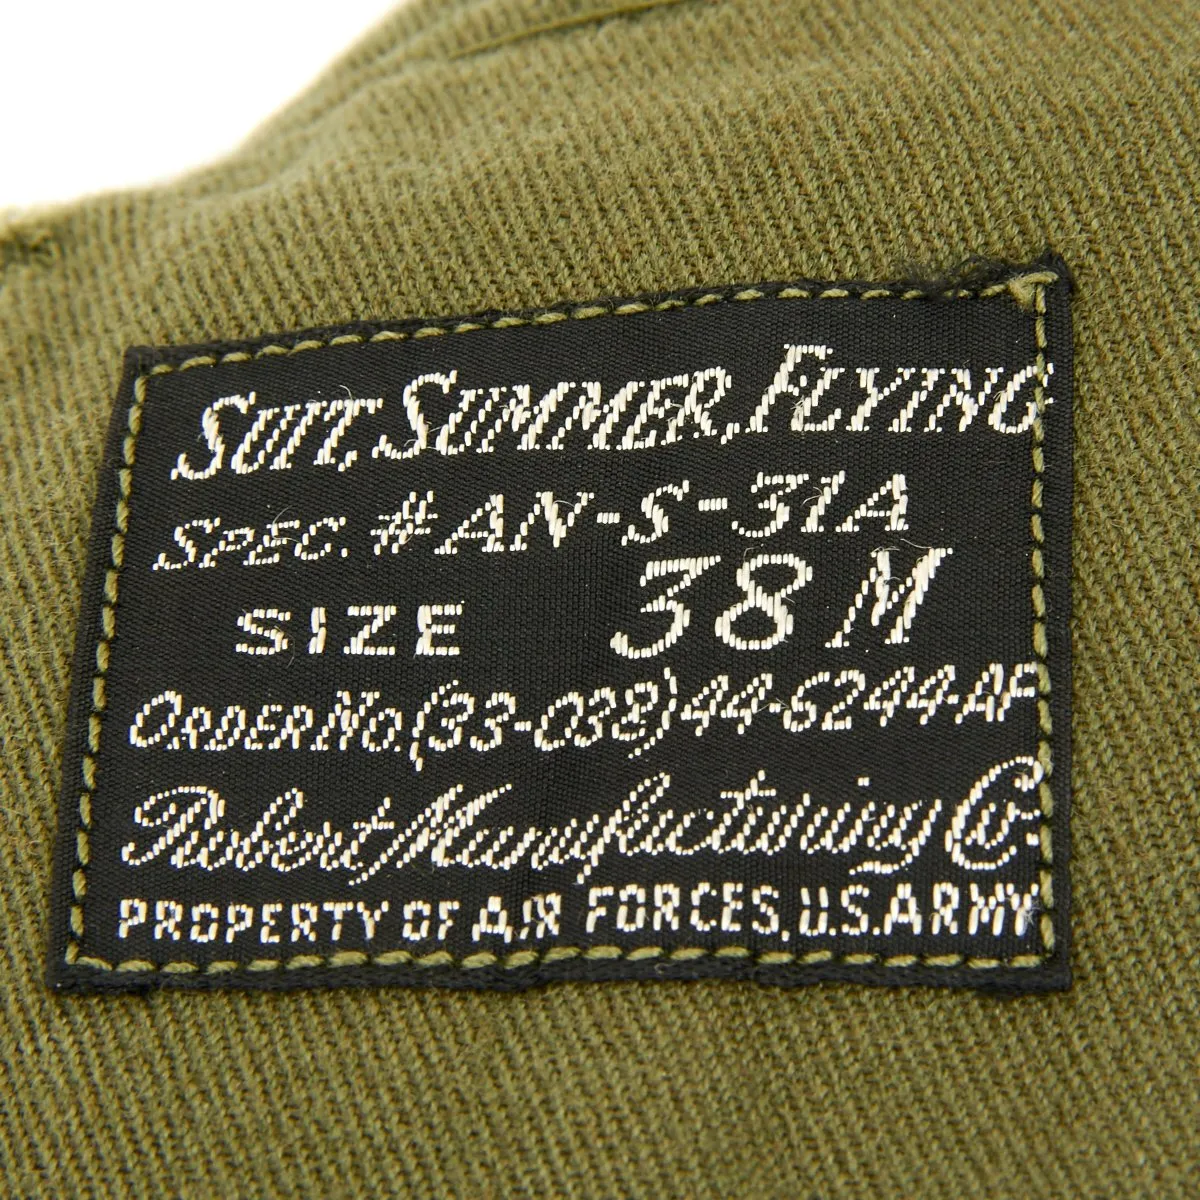 SUIT, SUMMER, FLYING
SPEC. #AN-S-31A
SIZE 38 M
ORDER NO. (33-038) 44-6244-AF
Robert Manufacturing Co.
PROPERTY OF AIR FORCES, U.S. ARMY